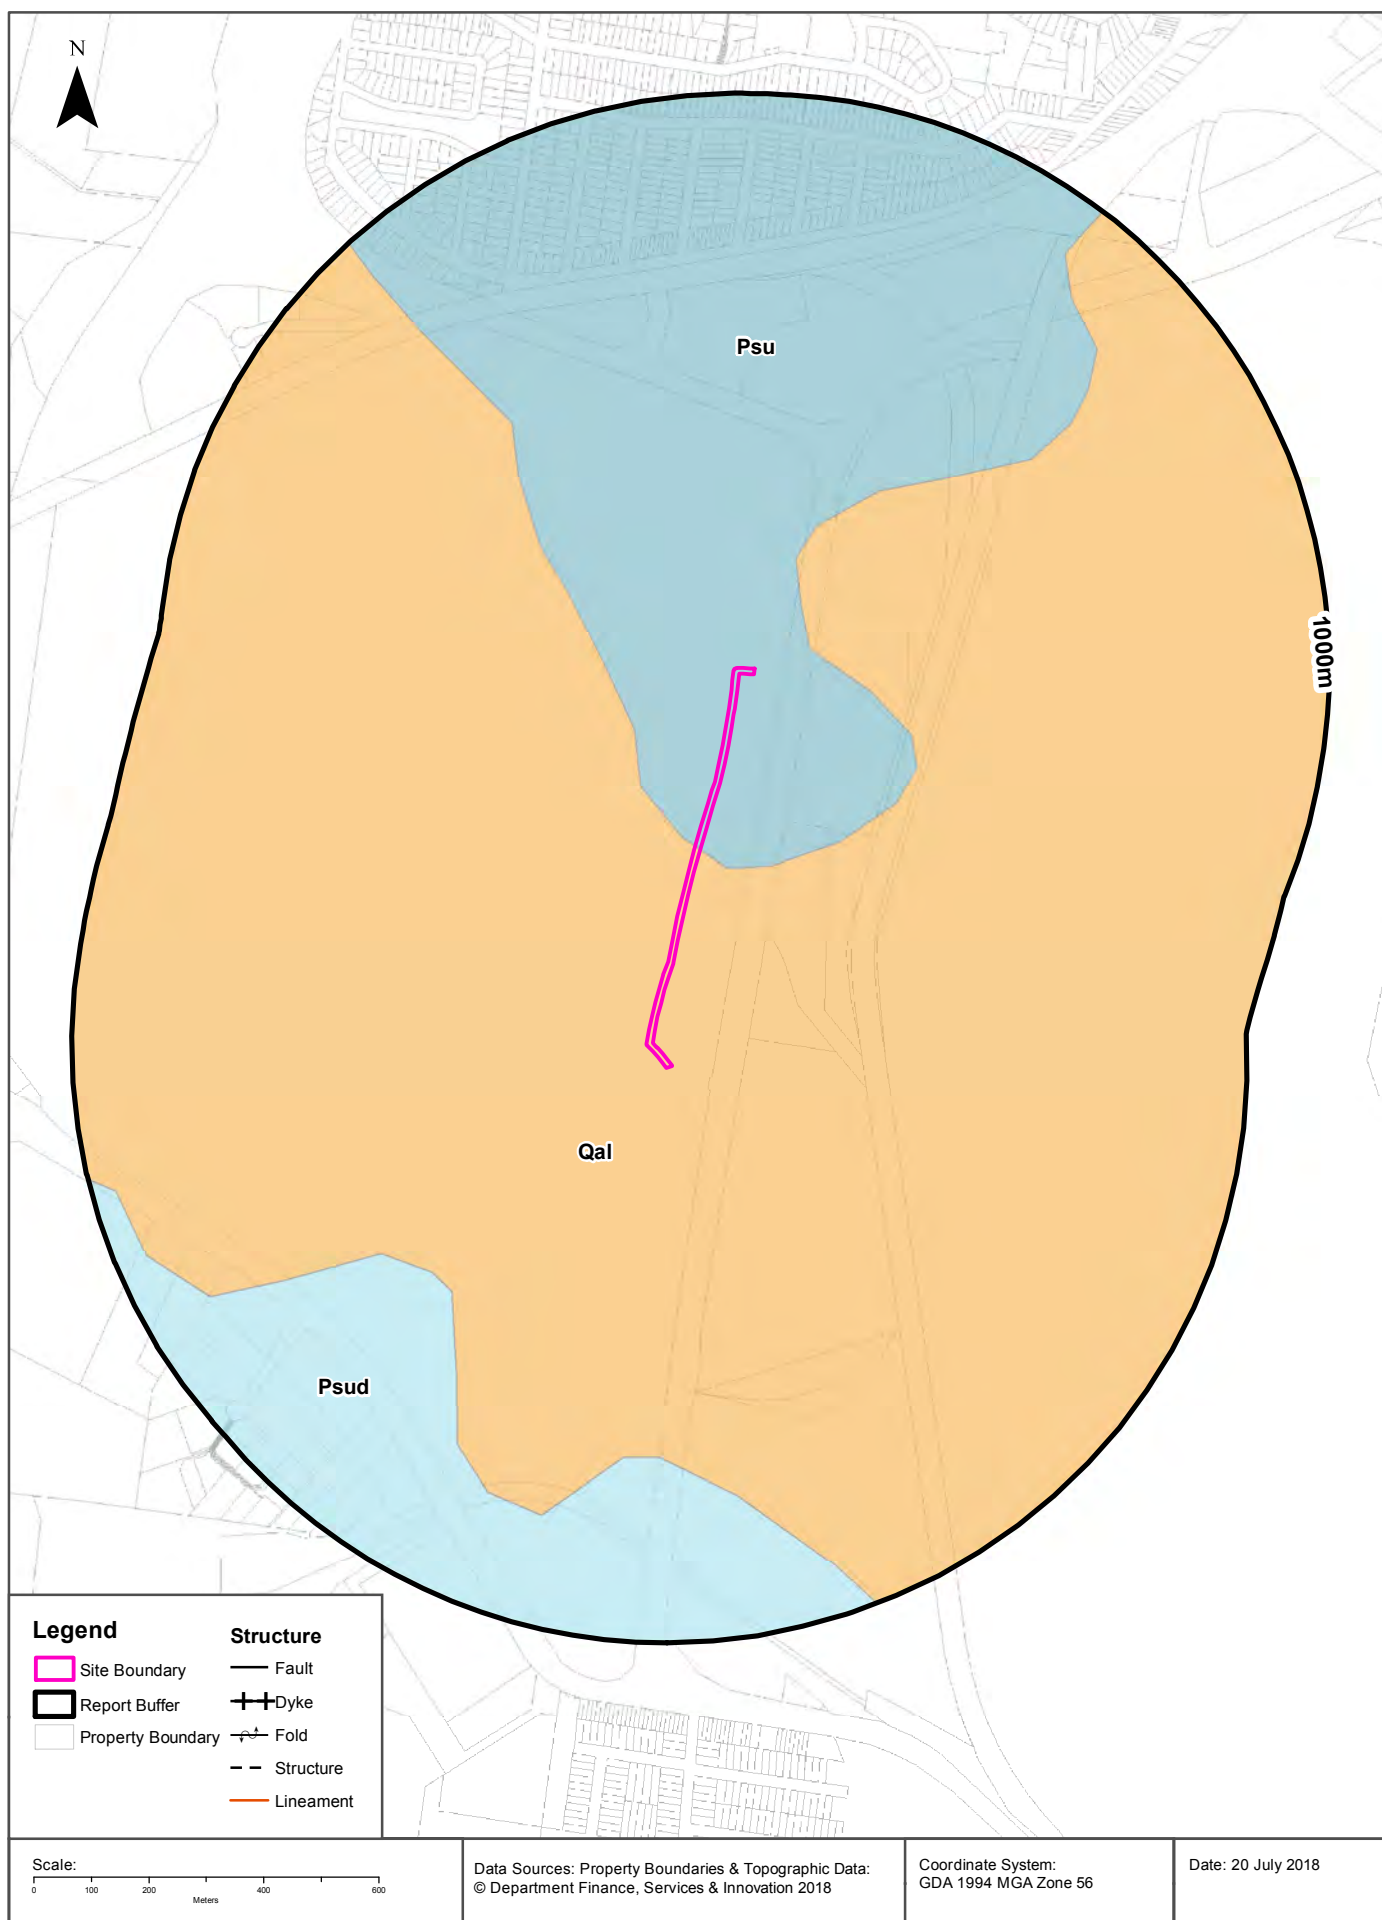 N
Psu
1000m
Qal
Psud
Legend
Site Boundary
Report Buffer
Property Boundary
Structure
Fault
Dyke
Fold
Structure
Lineament
Scale:
0 100 200 400 600
Meters
Data Sources: Property Boundaries & Topographic Data:
© Department Finance, Services & Innovation 2018
Coordinate System:
GDA 1994 MGA Zone 56
Date: 20 July 2018